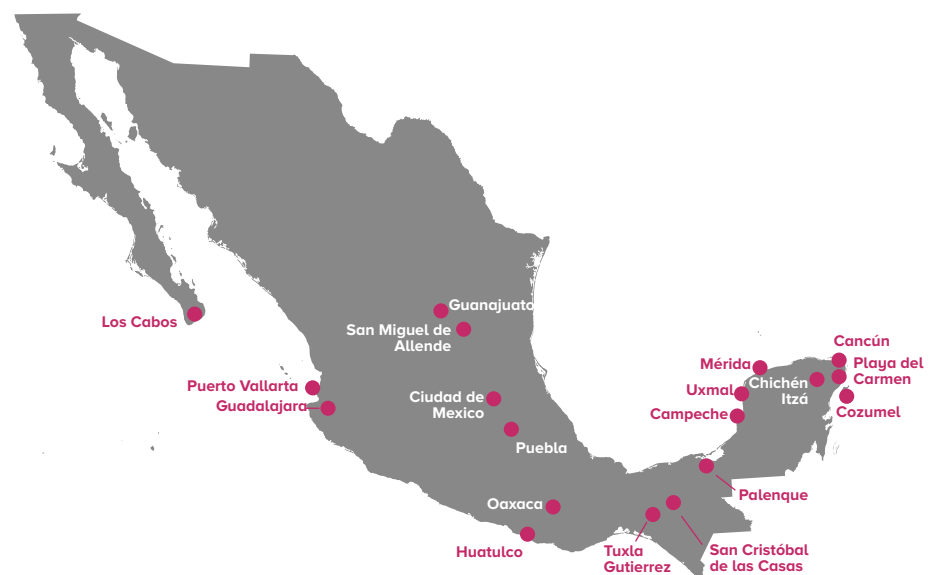 Guanajuato
Los Cabos
San Miguel de
Allende
Cancún
Mérida
Playa del
Carmen
Chichén
Itzá
Puerto Vallarta
Uxmal
Ciudad de
Mexico
Guadalajara
Campeche
Cozumel
Puebla
Palenque
Oaxaca
Huatulco
Tuxla
Gutierrez
San Cristóbal
de las Casas